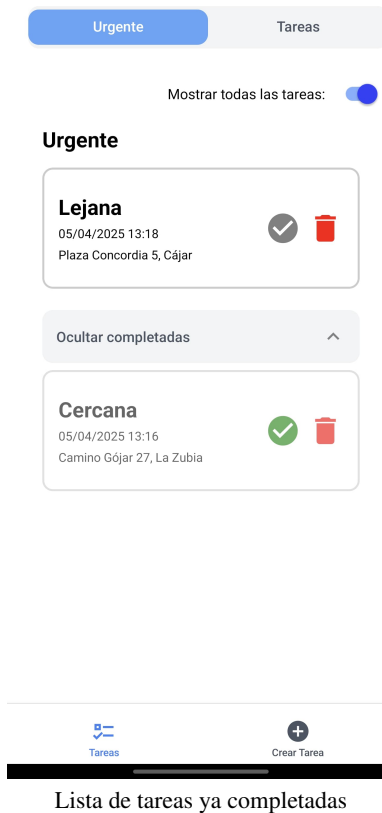 Urgente
Tareas
Mostrar todas las tareas:
Urgente
Lejana
05/04/2025 13:18
Plaza Concordia 5, Cájar
Ocultar completadas
Cercana
05/04/2025 13:16
Camino Gójar 27, La Zubia
Tareas
Crear Tarea
Lista de tareas ya completadas